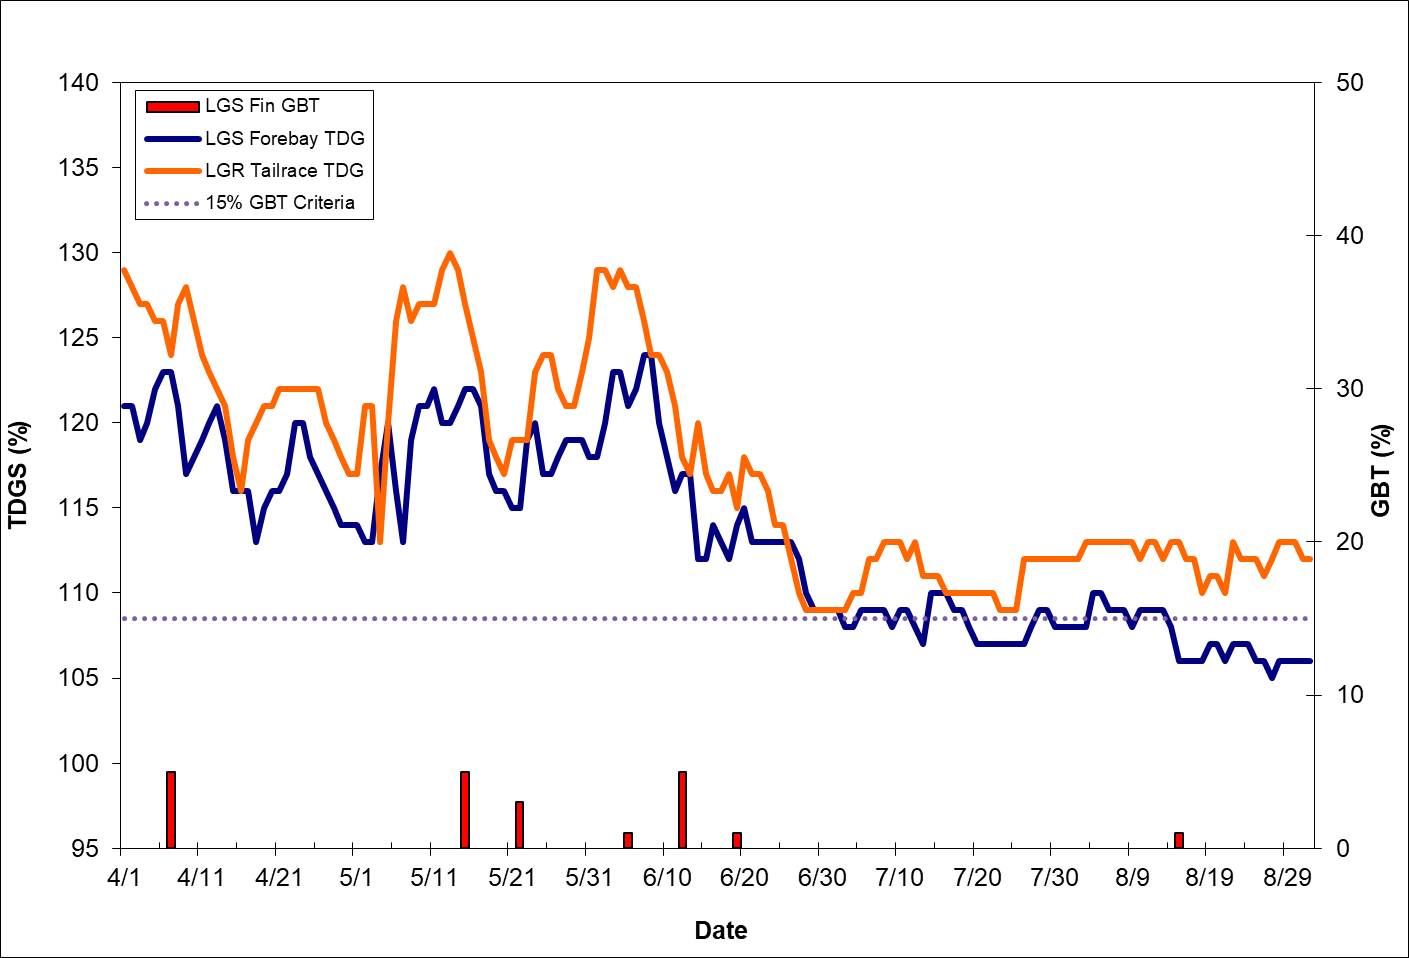 LGS Fin GBT
LGS Forebay TDG
LGR Tailrace TDG
15% GBT Criteria
140
135
130
125
120
115
110
105
100
95
TDGS (%)
50
40
30
20
10
0
GBT (%)
4/1 4/11 4/21 5/1 5/11 5/21 5/31 6/10 6/20 6/30 7/10 7/20 7/30 8/9 8/19 8/29
Date